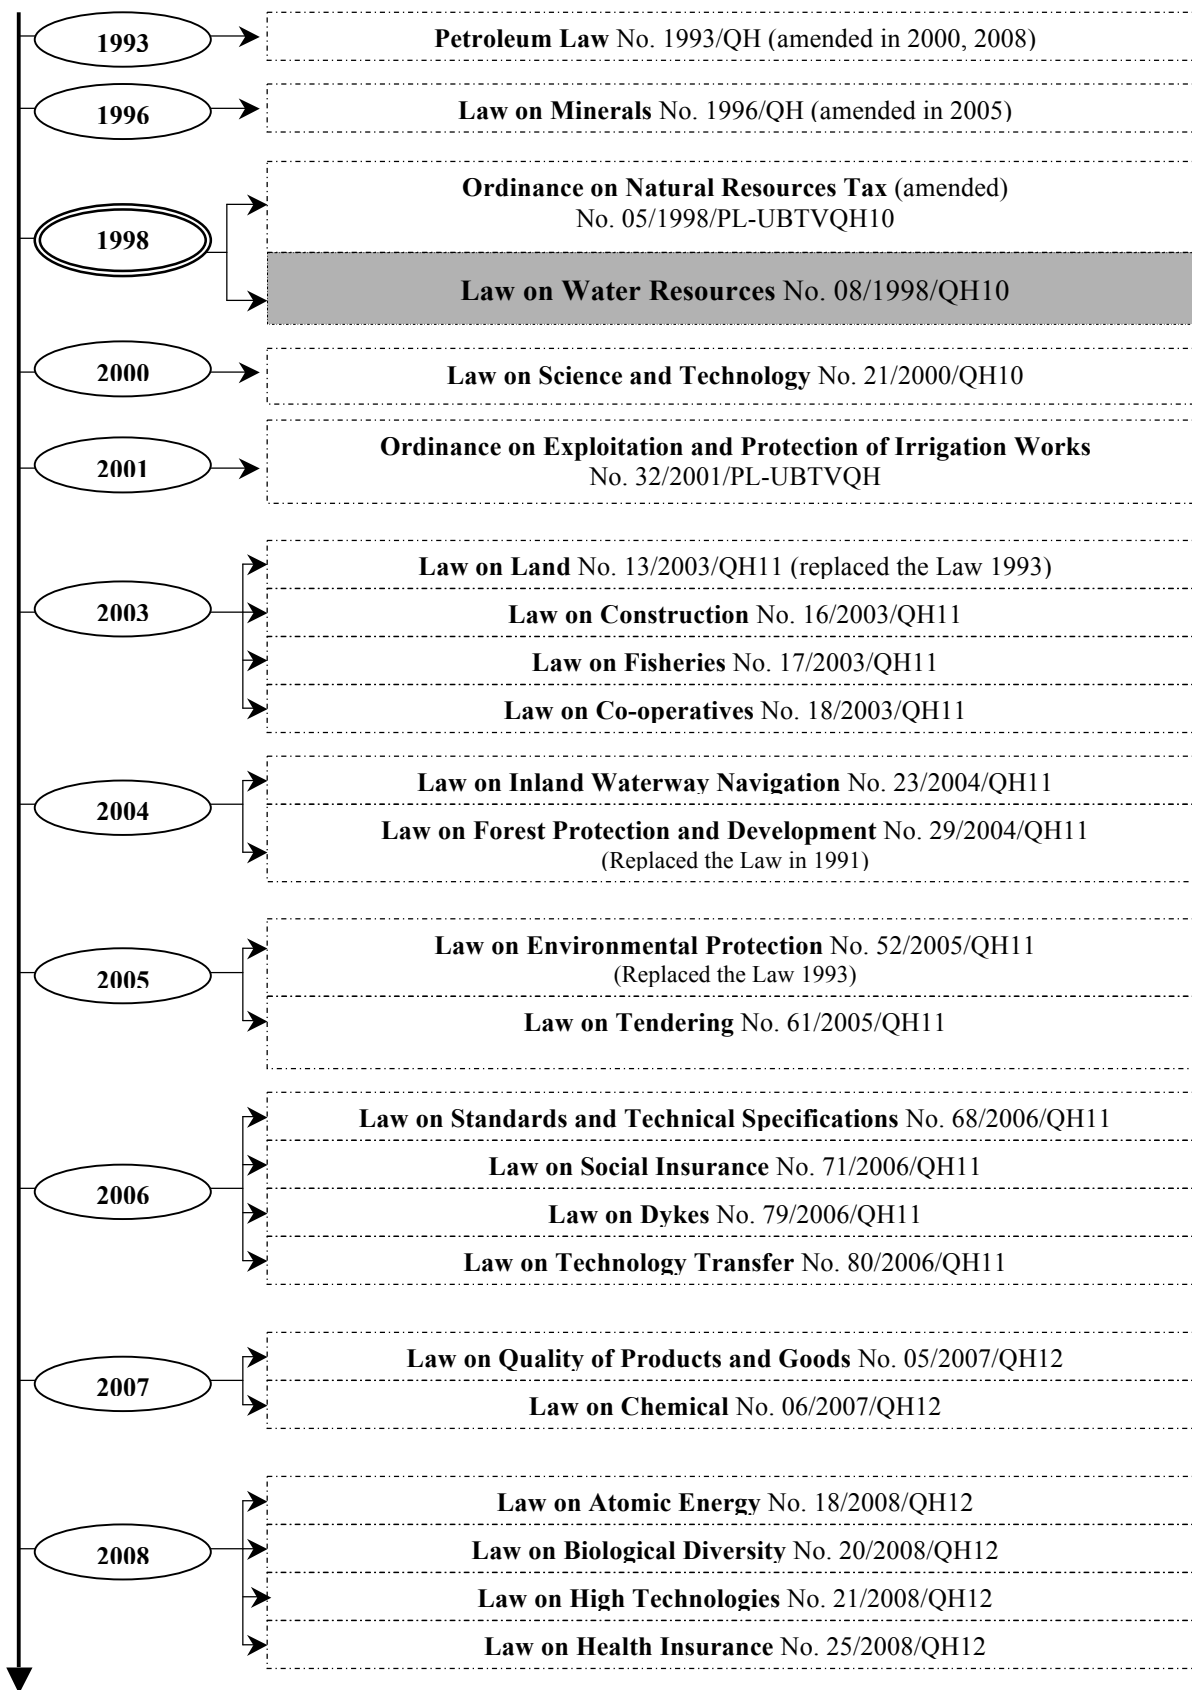 1993
Petroleum Law No. 1993/QH (amended in 2000, 2008)
1996
Law on Minerals No. 1996/QH (amended in 2005)
1998
Ordinance on Natural Resources Tax (amended)
No. 05/1998/PL-UBTVQH10
Law on Water Resources No. 08/1998/QH10
2000
Law on Science and Technology No. 21/2000/QH10
2001
Ordinance on Exploitation and Protection of Irrigation Works
No. 32/2001/PL-UBTVQH
2003
Law on Land No. 13/2003/QH11 (replaced the Law 1993)
Law on Construction No. 16/2003/QH11
Law on Fisheries No. 17/2003/QH11
Law on Co-operatives No. 18/2003/QH11
2004
Law on Inland Waterway Navigation No. 23/2004/QH11
Law on Forest Protection and Development No. 29/2004/QH11
(Replaced the Law in 1991)
2005
Law on Environmental Protection No. 52/2005/QH11
(Replaced the Law 1993)
Law on Tendering No. 61/2005/QH11
2006
Law on Standards and Technical Specifications No. 68/2006/QH11
Law on Social Insurance No. 71/2006/QH11
Law on Dykes No. 79/2006/QH11
Law on Technology Transfer No. 80/2006/QH11
2007
Law on Quality of Products and Goods No. 05/2007/QH12
Law on Chemical No. 06/2007/QH12
2008
Law on Atomic Energy No. 18/2008/QH12
Law on Biological Diversity No. 20/2008/QH12
Law on High Technologies No. 21/2008/QH12
Law on Health Insurance No. 25/2008/QH12